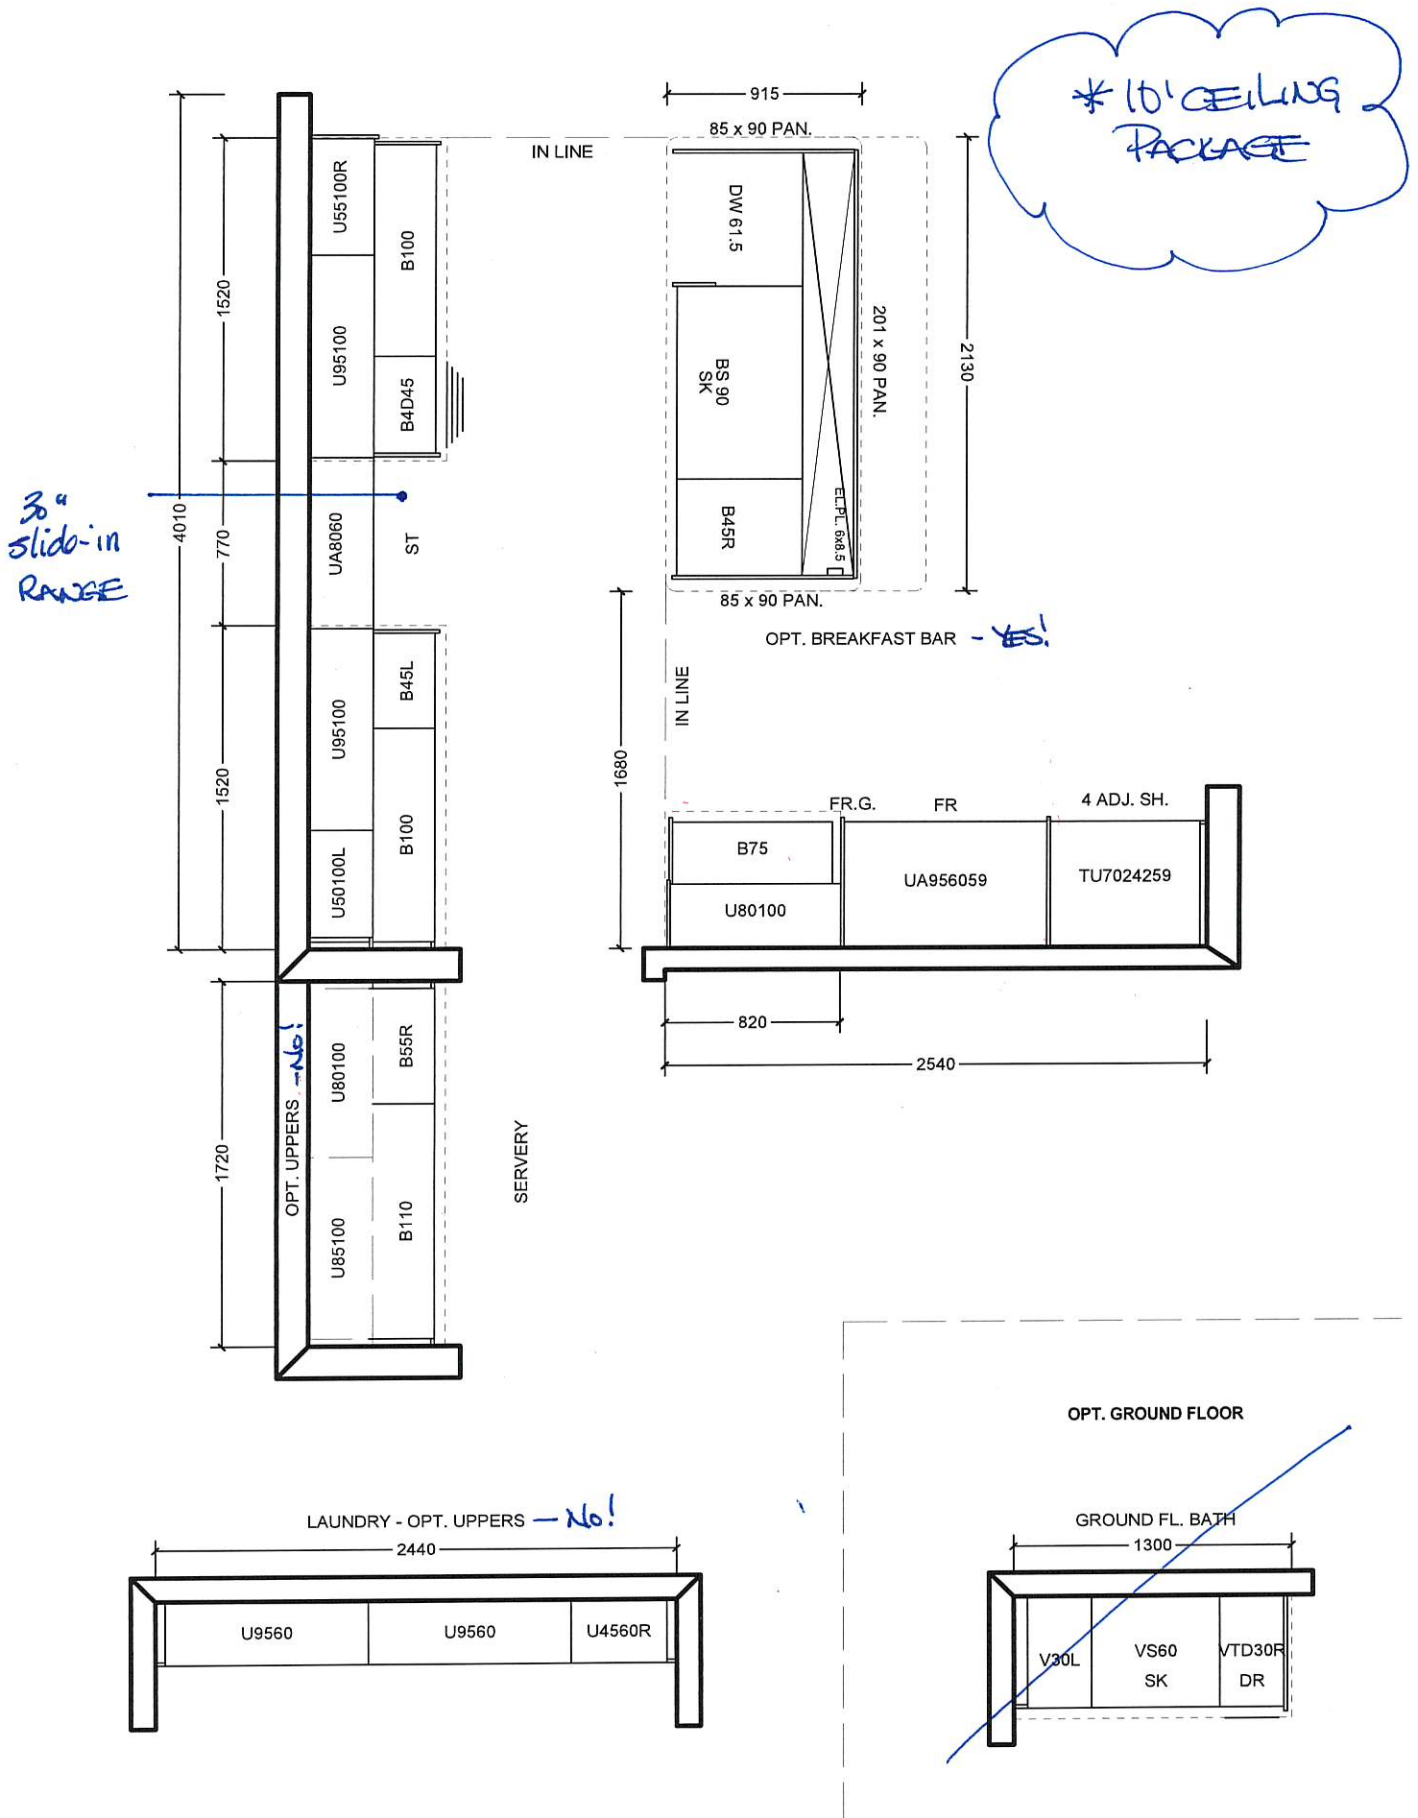 * 10' CEILING
PACKAGE
915
85 x 90 PAN.
IN LINE
U55100R
B100
DW 61.5
1520
U95100
201 x 90 PAN.
2130
BS 90
SK
B4D45
4010
30"
slide-in
RANGE
770
UA8060
ST
B45R
EL.PL. 6x8.5
85 x 90 PAN.
OPT. BREAKFAST BAR - YES!
B45L
IN LINE
U95100
1520
1680
B100
U50100L
FR.G.
FR
4 ADJ. SH.
B75
UA956059
TU7024259
U80100
820
2540
OPT. UPPERS - No!
U80100
B55R
1720
SERVERY
U85100
B110
OPT. GROUND FLOOR
LAUNDRY - OPT. UPPERS - No!
2440
U9560
U9560
U4560R
GROUND FL. BATH
1300
V30L
VS60
SK
VTD30R
DR